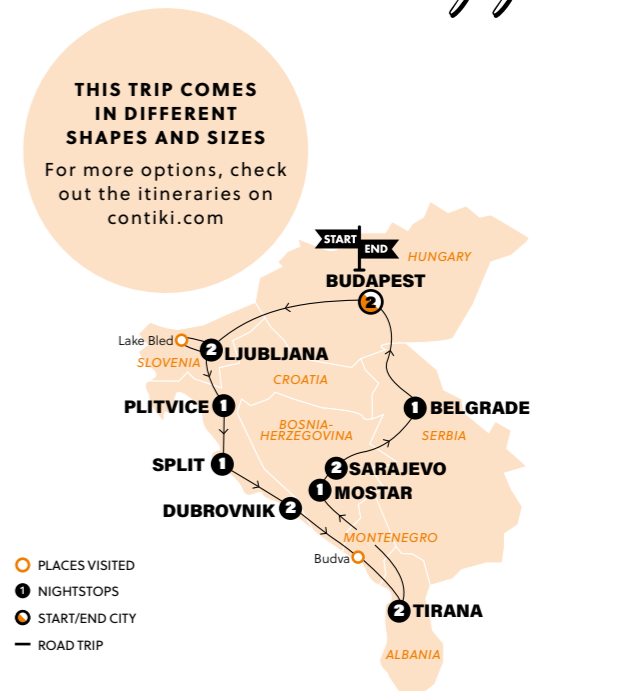 THIS TRIP COMES
IN DIFFERENT
SHAPES AND SIZES
For more options, check
out the itineraries on
contiki.com
START
END
HUNGARY
BUDAPEST
2
Lake Bled
2 LJUBLJANA
SLOVENIA
CROATIA
PLITVICE 1
1 BELGRADE
BOSNIA-
HERZEGOVINA
SERBIA
SPLIT 1
2 SARAJEVO
1 MOSTAR
DUBROVNIK 2
MONTENEGRO
Budva
PLACES VISITED
1 NIGHTSTOPS
START/END CITY
ROAD TRIP
2 TIRANA
ALBANIA